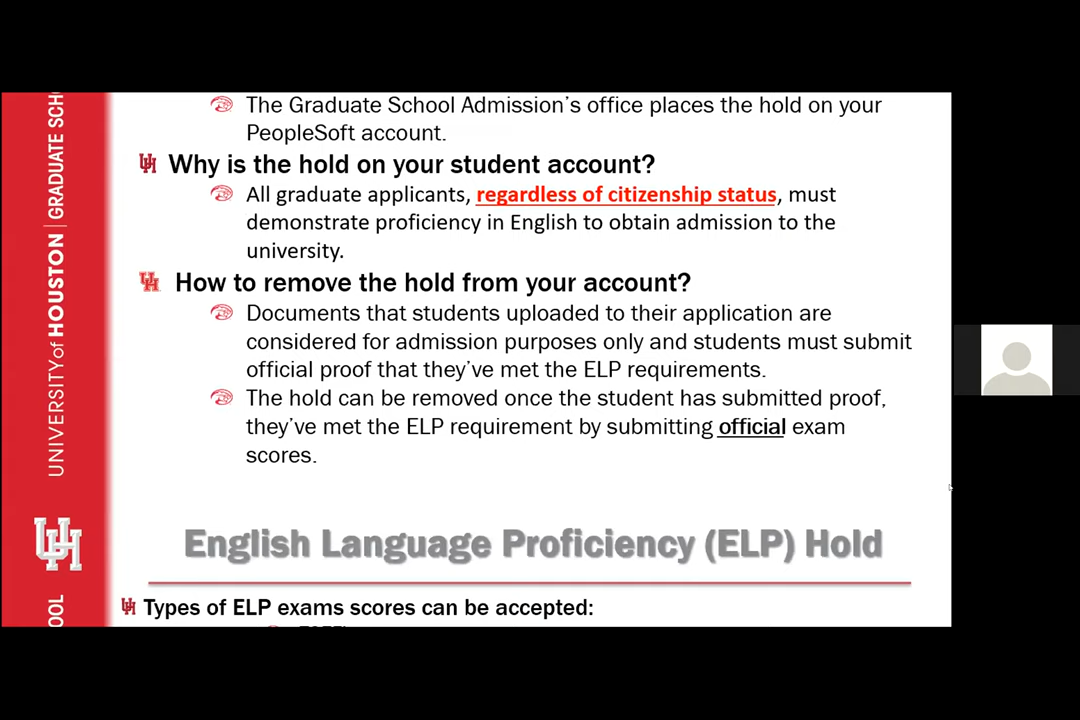 The Graduate School Admission's office places the hold on your
PeopleSoft account.
Why is the hold on your student account?
All graduate applicants, regardless of citizenship status, must
demonstrate proficiency in English to obtain admission to the
university.
How to remove the hold from your account?
Documents that students uploaded to their application are
considered for admission purposes only and students must submit
official proof that they've met the ELP requirements.
The hold can be removed once the student has submitted proof,
they've met the ELP requirement by submitting official exam
scores.
English Language Proficiency (ELP) Hold
Types of ELP exams scores can be accepted:
UNIVERSITY of HOUSTON | GRADUATE SCHO
UH
OOL